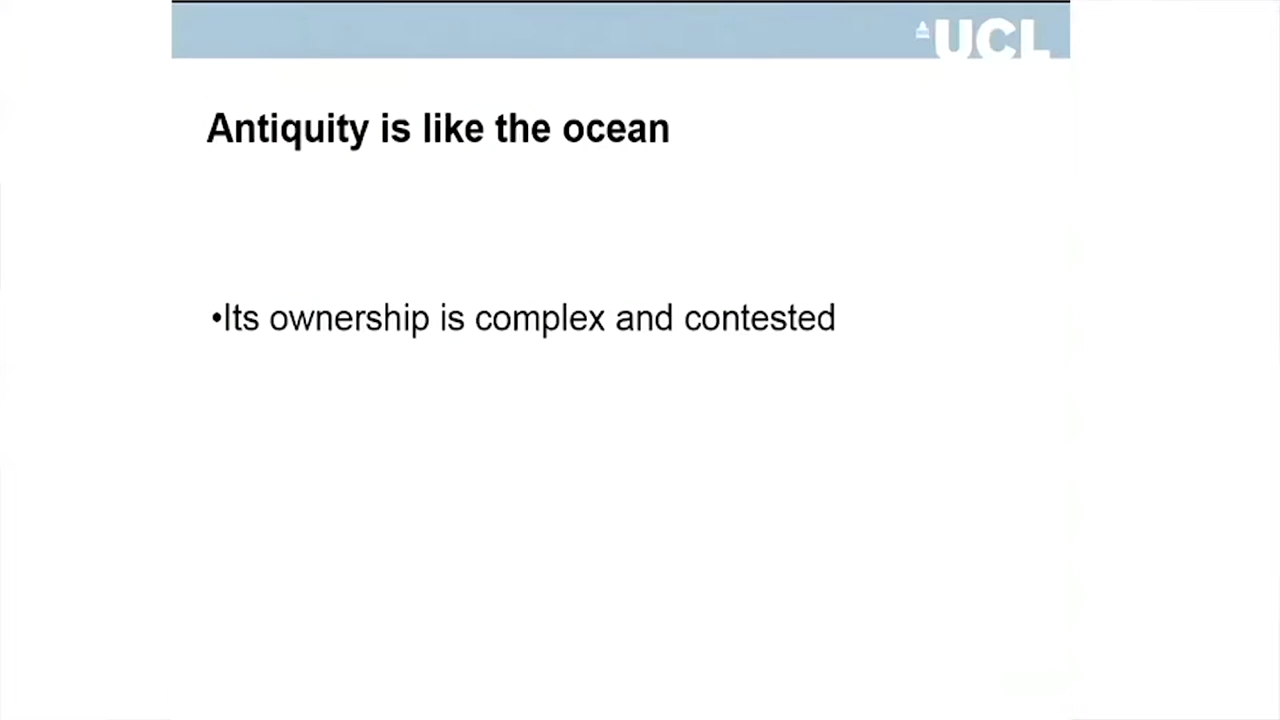 UCL
Antiquity is like the ocean
•Its ownership is complex and contested